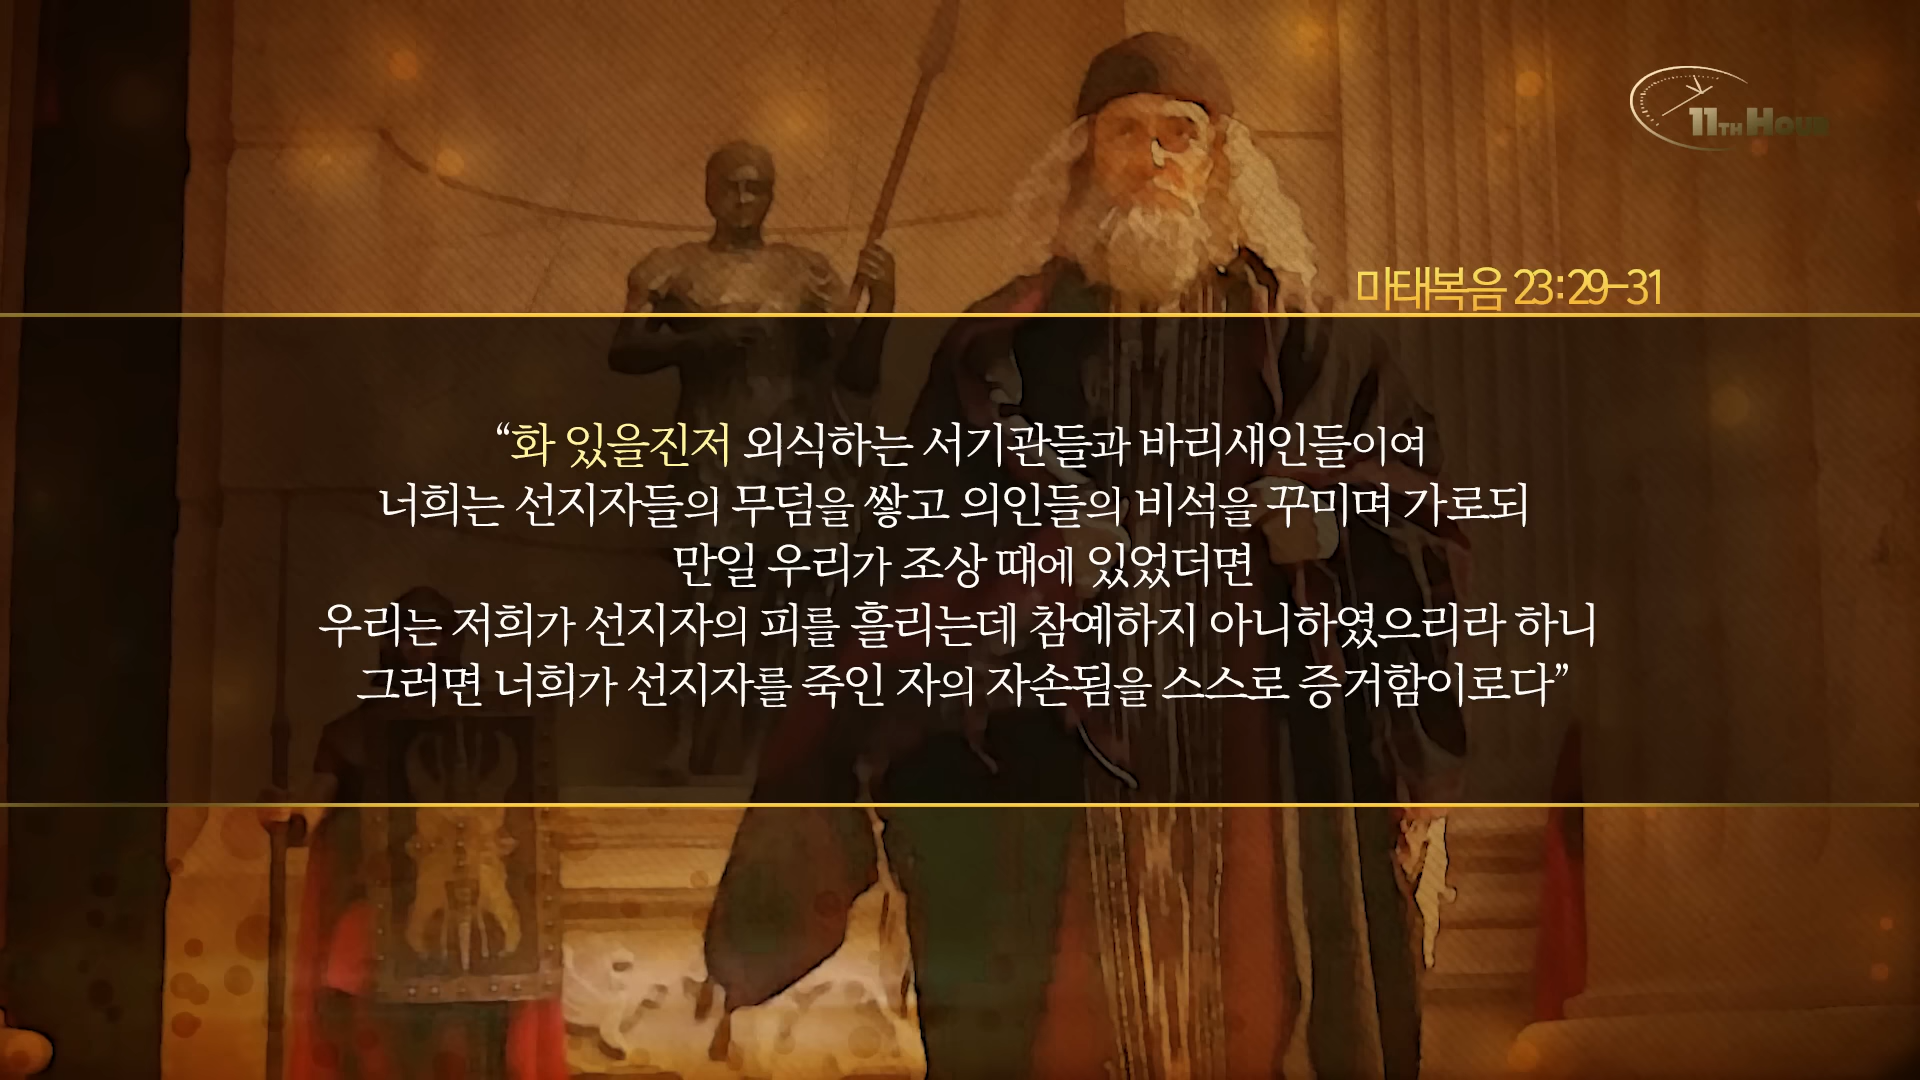 11TH Hour
마태복음 23:29-31
“화 있을진저 외식하는 서기관들과 바리새인들이여
너희는 선지자들의 무덤을 쌓고 의인들의 비석을 꾸미며 가로되
만일 우리가 조상 때에 있었더면
우리는 저희가 선지자의 피를 흘리는데 참예하지 아니하였으리라 하니
그러면 너희가 선지자를 죽인 자의 자손됨을 스스로 증거함이로다”